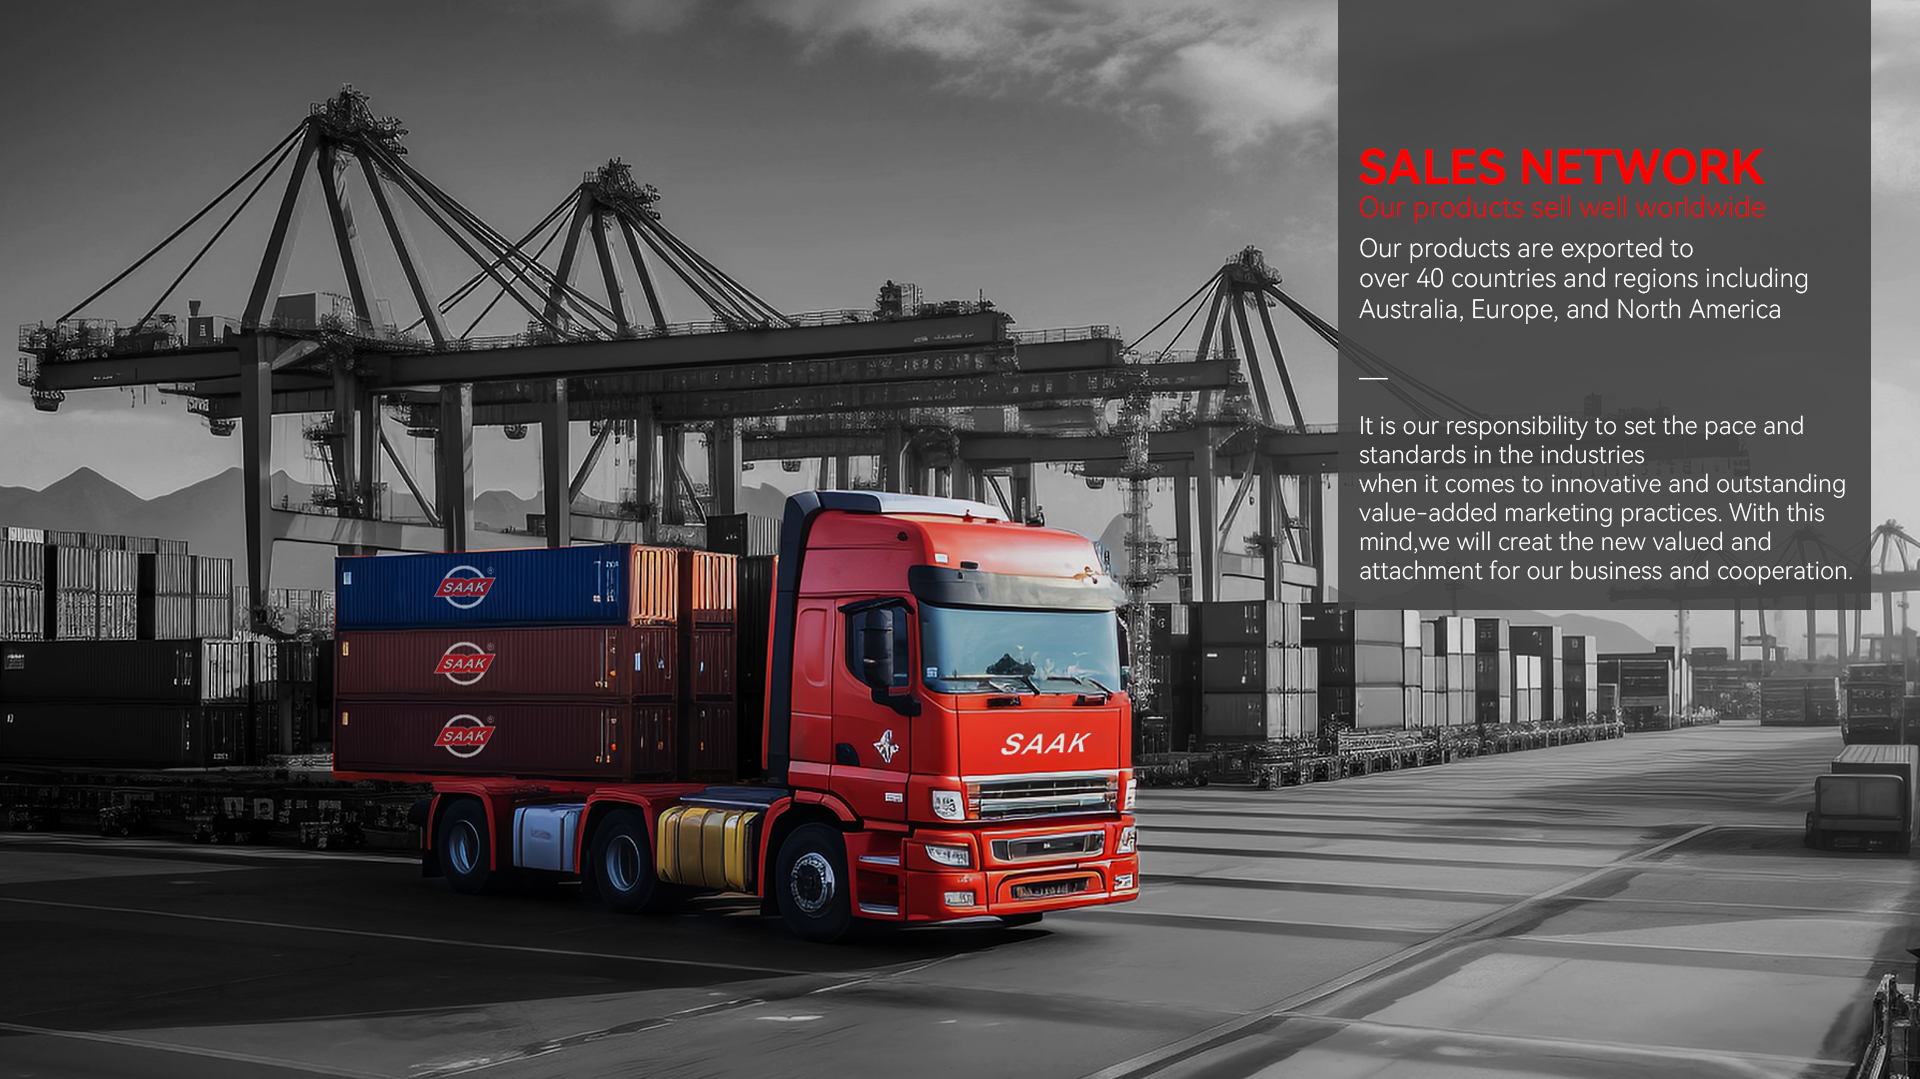 SALES NETWORK
Our products sell well worldwide
Our products are exported to
over 40 countries and regions including
Australia, Europe, and North America
—
It is our responsibility to set the pace and
standards in the industries
when it comes to innovative and outstanding
value-added marketing practices. With this
mind,we will creat the new valued and
attachment for our business and cooperation.
SAAK®
SAAK®
SAAK®
SAAK